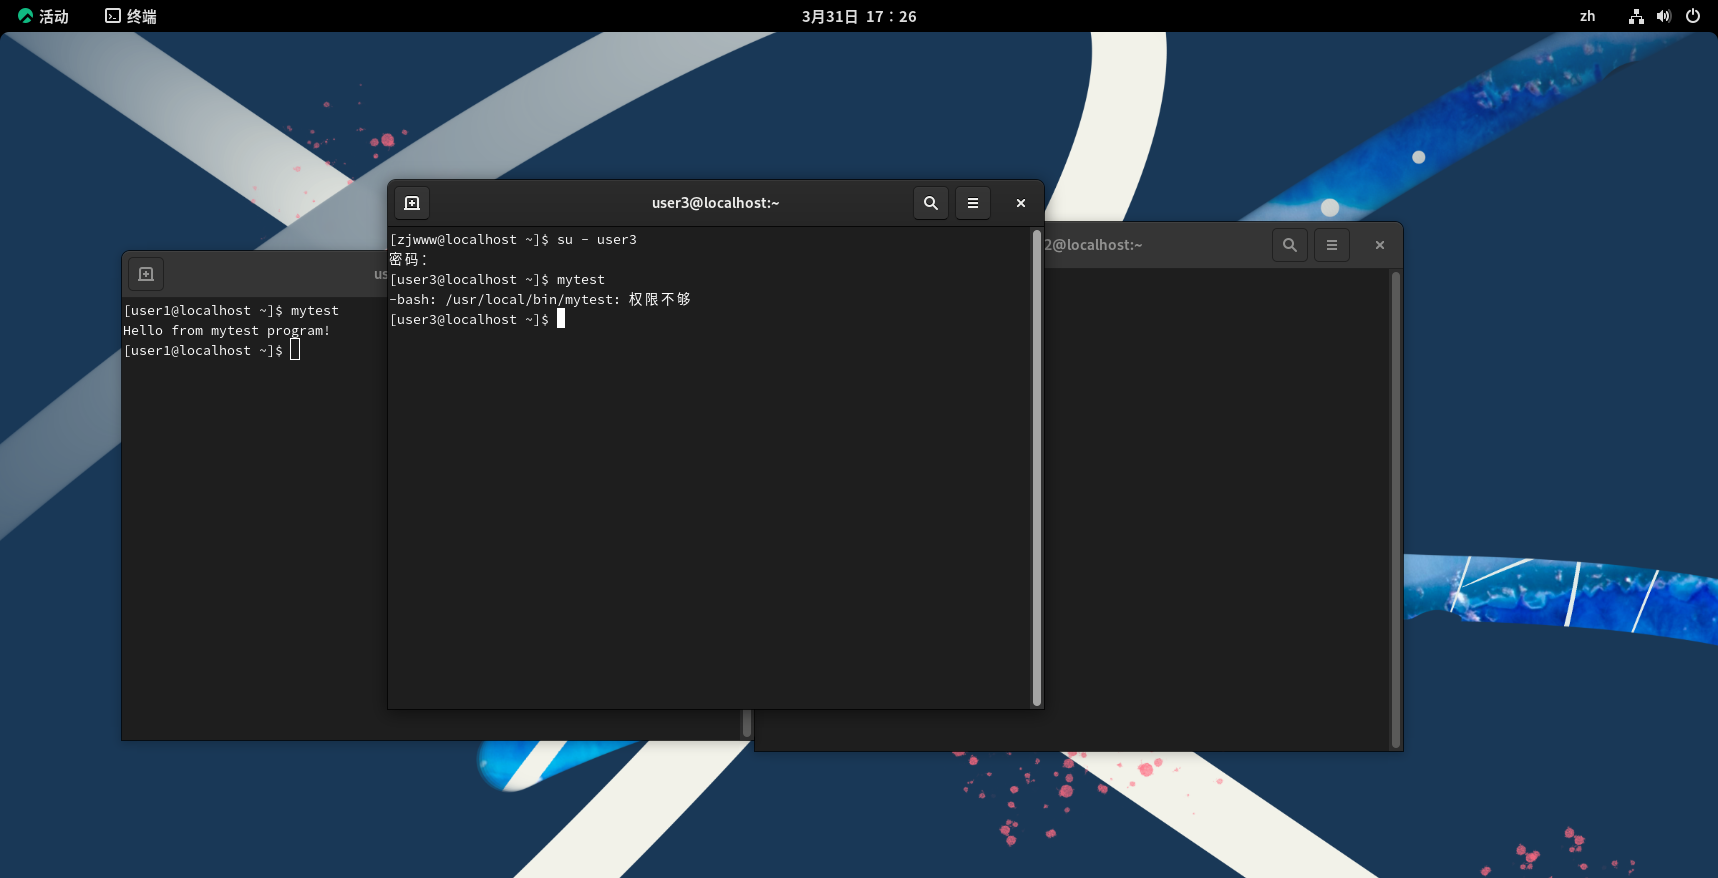 活动 终端 3月31日 17：26 zh
user3@localhost:~
[zjwww@localhost ~]$ su - user3
密码：
[user3@localhost ~]$ mytest
-bash: /usr/local/bin/mytest: 权限不够
[user3@localhost ~]$
2@localhost:~
us
[user1@localhost ~]$ mytest
Hello from mytest program!
[user1@localhost ~]$